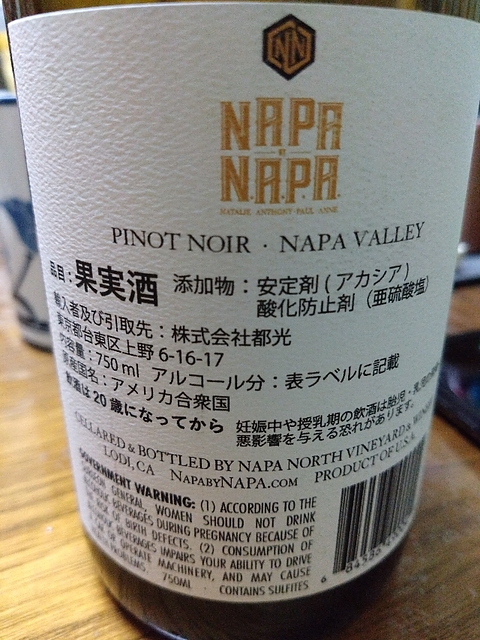 NAPA
BY
N.A.P.A.
NATALIE ANTHONY PAUL ANNE
PINOT NOIR · NAPA VALLEY
品目：果実酒 添加物：安定剤(アカシア)
酸化防止剤（亜硫酸塩）
輸入者及び引取先：株式会社都光
東京都台東区上野 6-16-17
内容量：750 ml アルコール分：表ラベルに記載
原産国名：アメリカ合衆国
飲酒は20歳になってから 妊娠中や授乳期の飲酒は胎児・乳児の
悪影響を与える恐れがあります。
CELLARED & BOTTLED BY NAPA NORTH VINEYARD &
LODI, CA NAPABYNAPA.COM PRODUCT OF U.S.A.
GOVERNMENT WARNING: (1) ACCORDING TO THE
GENERAL, WOMEN SHOULD NOT DRINK
BEVERAGES DURING PREGNANCY BECAUSE OF
OF BIRTH DEFECTS. (2) CONSUMPTION OF
BEVERAGES IMPAIRS YOUR ABILITY TO DRIVE
OR OPERATE MACHINERY, AND MAY CAUSE
PROBLEMS 750ML CONTAINS SULFITES